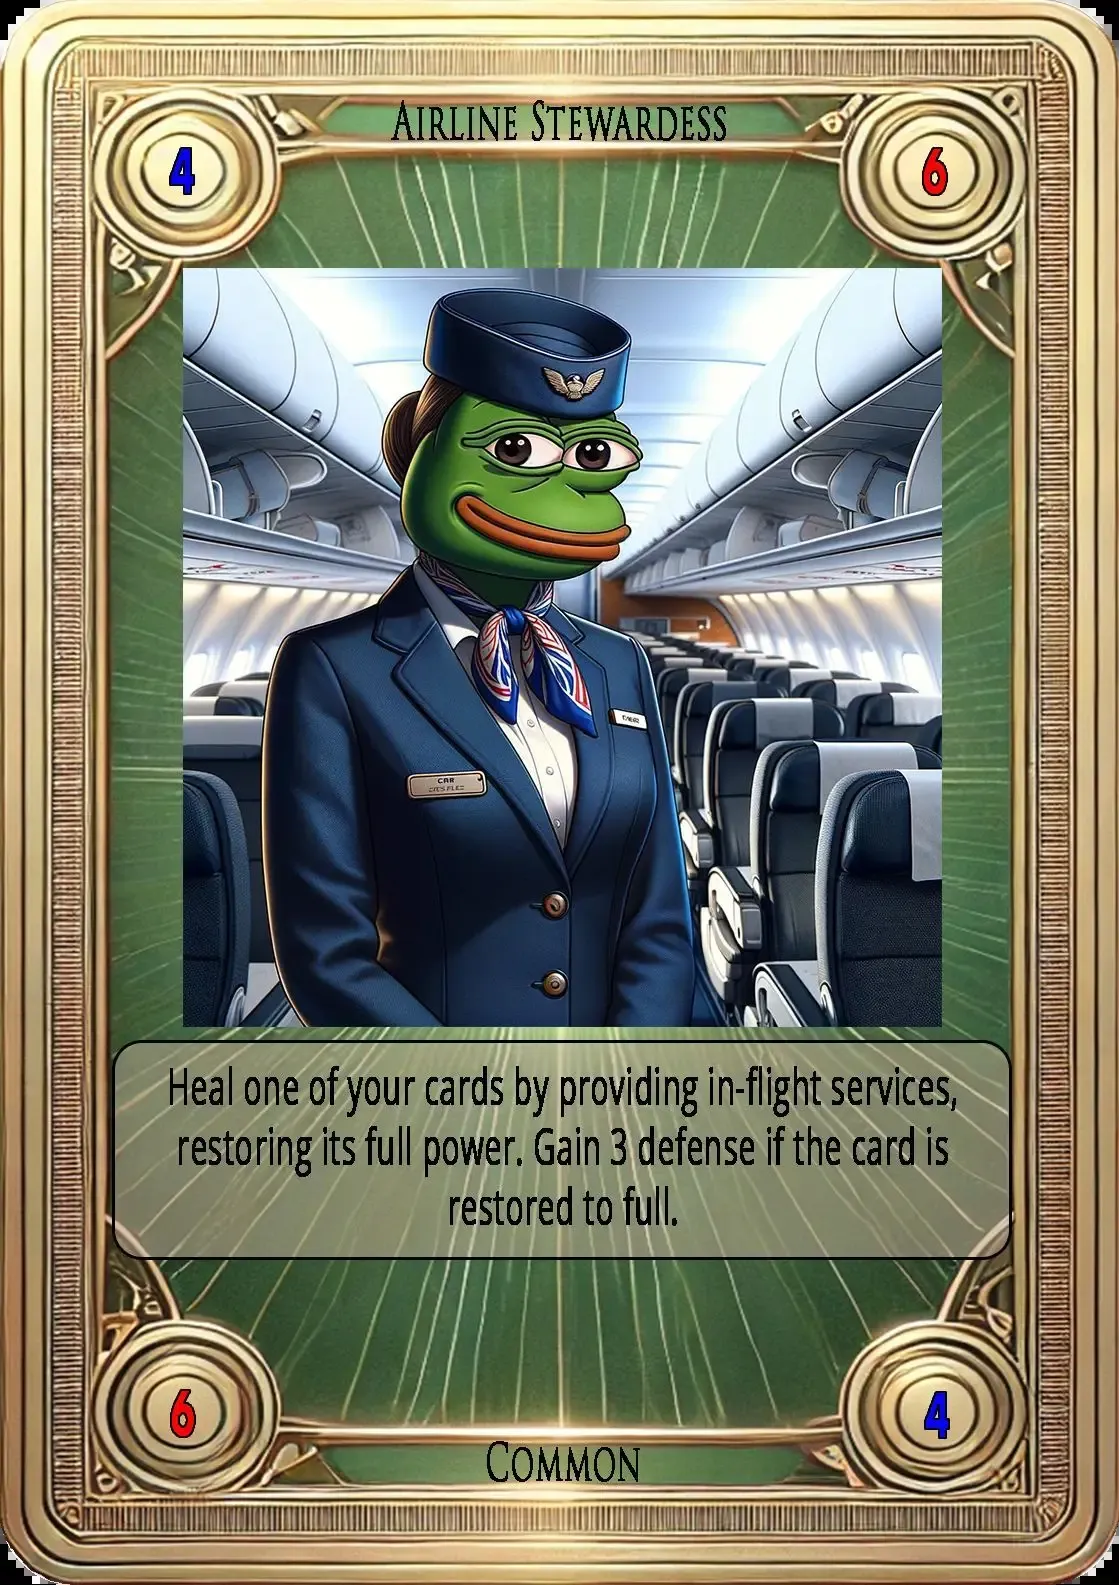 Airline Stewardess
4
6
CAR
Heal one of your cards by providing in-flight services,
restoring its full power. Gain 3 defense if the card is
restored to full.
6
4
Common